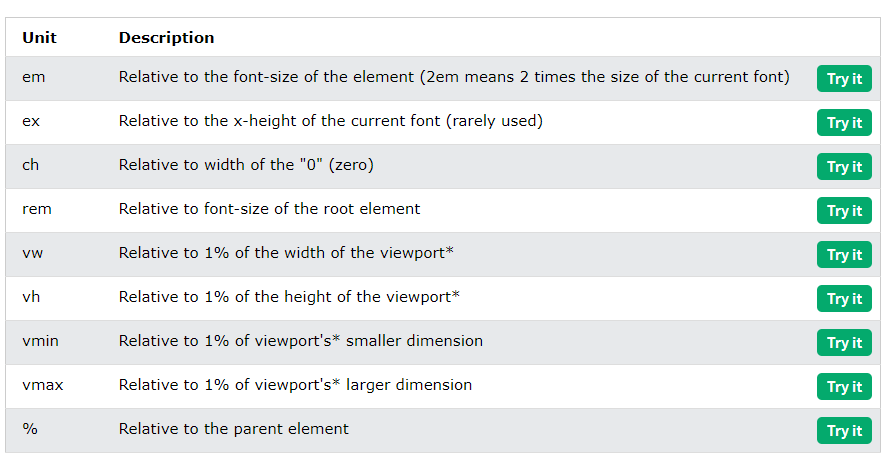 Unit Description
em Relative to the font-size of the element (2em means 2 times the size of the current font) Try it
ex Relative to the x-height of the current font (rarely used) Try it
ch Relative to width of the "0" (zero) Try it
rem Relative to font-size of the root element Try it
vw Relative to 1% of the width of the viewport* Try it
vh Relative to 1% of the height of the viewport* Try it
vmin Relative to 1% of viewport's* smaller dimension Try it
vmax Relative to 1% of viewport's* larger dimension Try it
% Relative to the parent element Try it